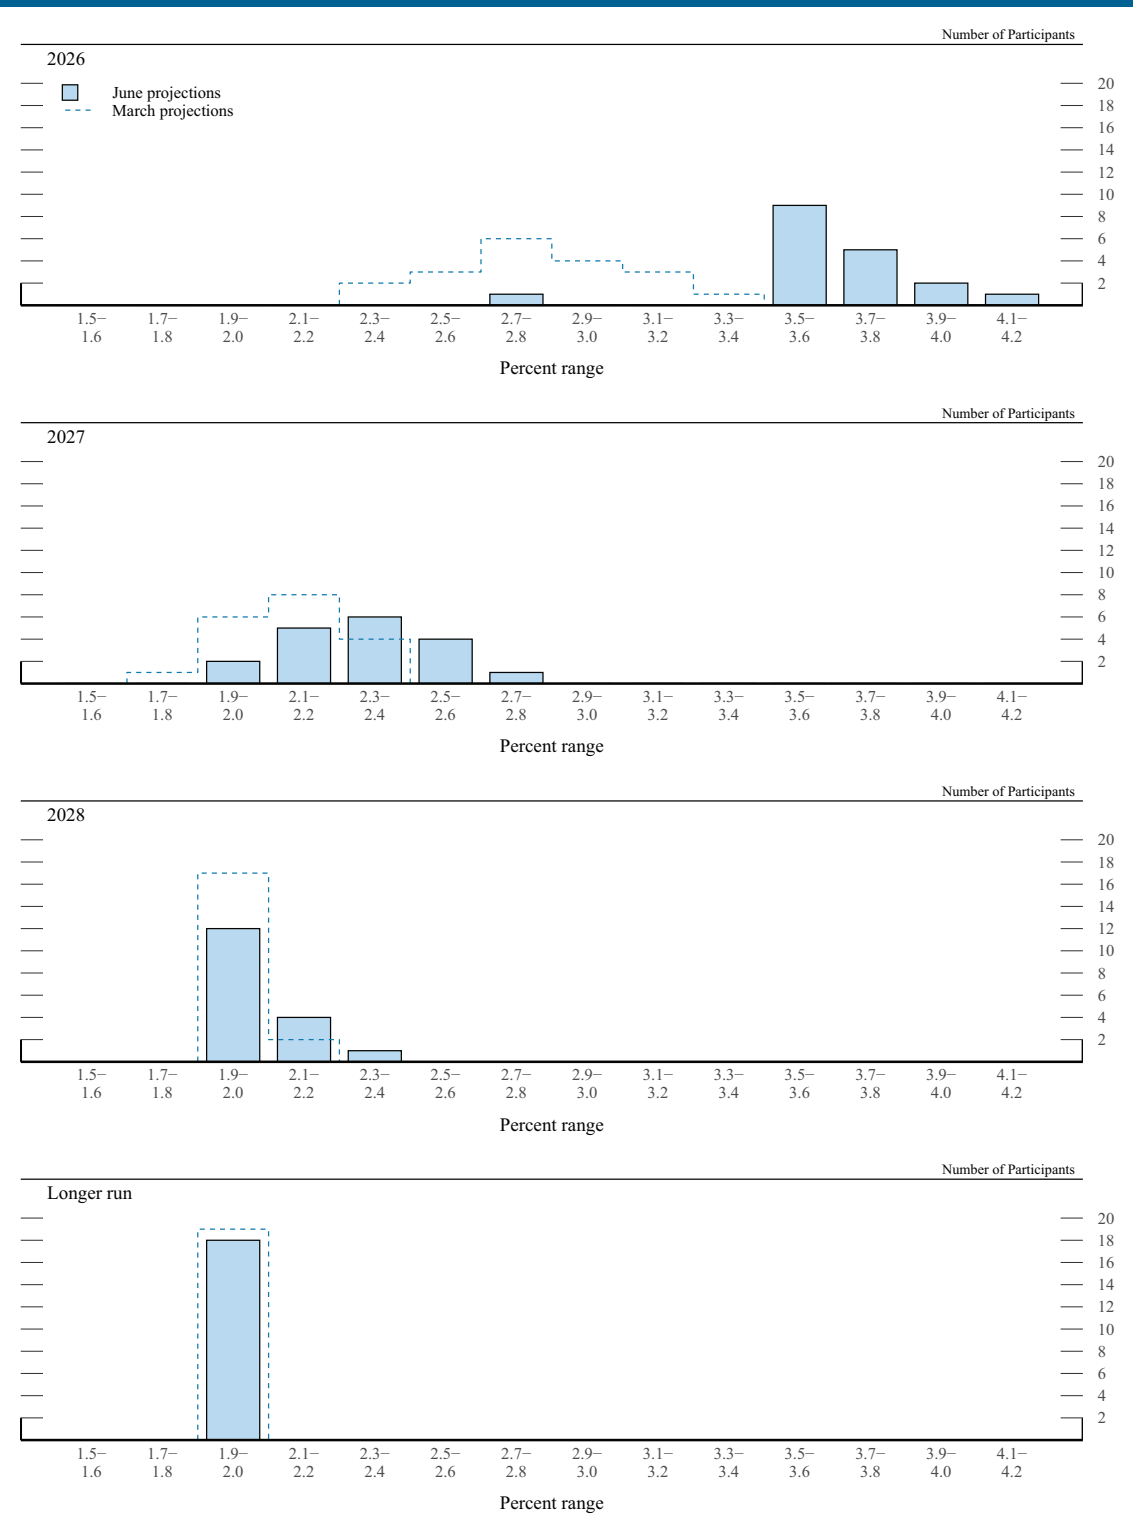 Number of Participants
2026
June projections
March projections
20
18
16
14
12
10
8
6
4
2
1.5− 1.7− 1.9− 2.1− 2.3− 2.5− 2.7− 2.9− 3.1− 3.3− 3.5− 3.7− 3.9− 4.1−
1.6 1.8 2.0 2.2 2.4 2.6 2.8 3.0 3.2 3.4 3.6 3.8 4.0 4.2
Percent range
Number of Participants
2027
20
18
16
14
12
10
8
6
4
2
1.5− 1.7− 1.9− 2.1− 2.3− 2.5− 2.7− 2.9− 3.1− 3.3− 3.5− 3.7− 3.9− 4.1−
1.6 1.8 2.0 2.2 2.4 2.6 2.8 3.0 3.2 3.4 3.6 3.8 4.0 4.2
Percent range
Number of Participants
2028
20
18
16
14
12
10
8
6
4
2
1.5− 1.7− 1.9− 2.1− 2.3− 2.5− 2.7− 2.9− 3.1− 3.3− 3.5− 3.7− 3.9− 4.1−
1.6 1.8 2.0 2.2 2.4 2.6 2.8 3.0 3.2 3.4 3.6 3.8 4.0 4.2
Percent range
Number of Participants
Longer run
20
18
16
14
12
10
8
6
4
2
1.5− 1.7− 1.9− 2.1− 2.3− 2.5− 2.7− 2.9− 3.1− 3.3− 3.5− 3.7− 3.9− 4.1−
1.6 1.8 2.0 2.2 2.4 2.6 2.8 3.0 3.2 3.4 3.6 3.8 4.0 4.2
Percent range